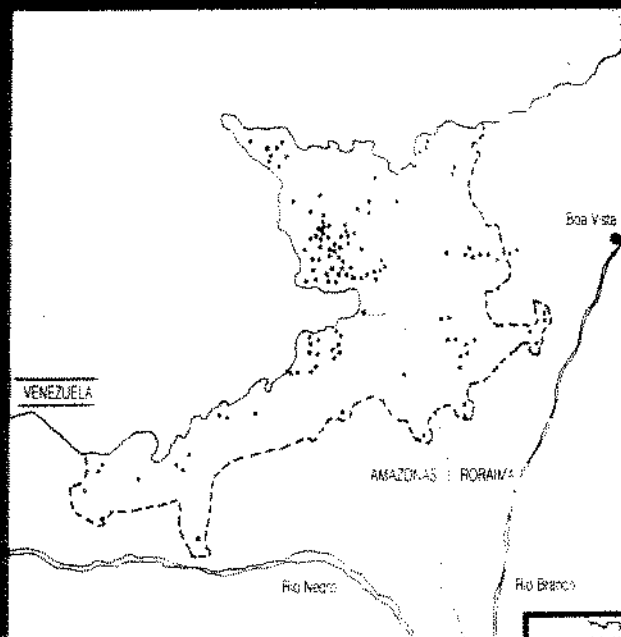 Boa Vista
VENEZUELA
AMAZONAS RORAIMA
Rio Negro
Rio Branco